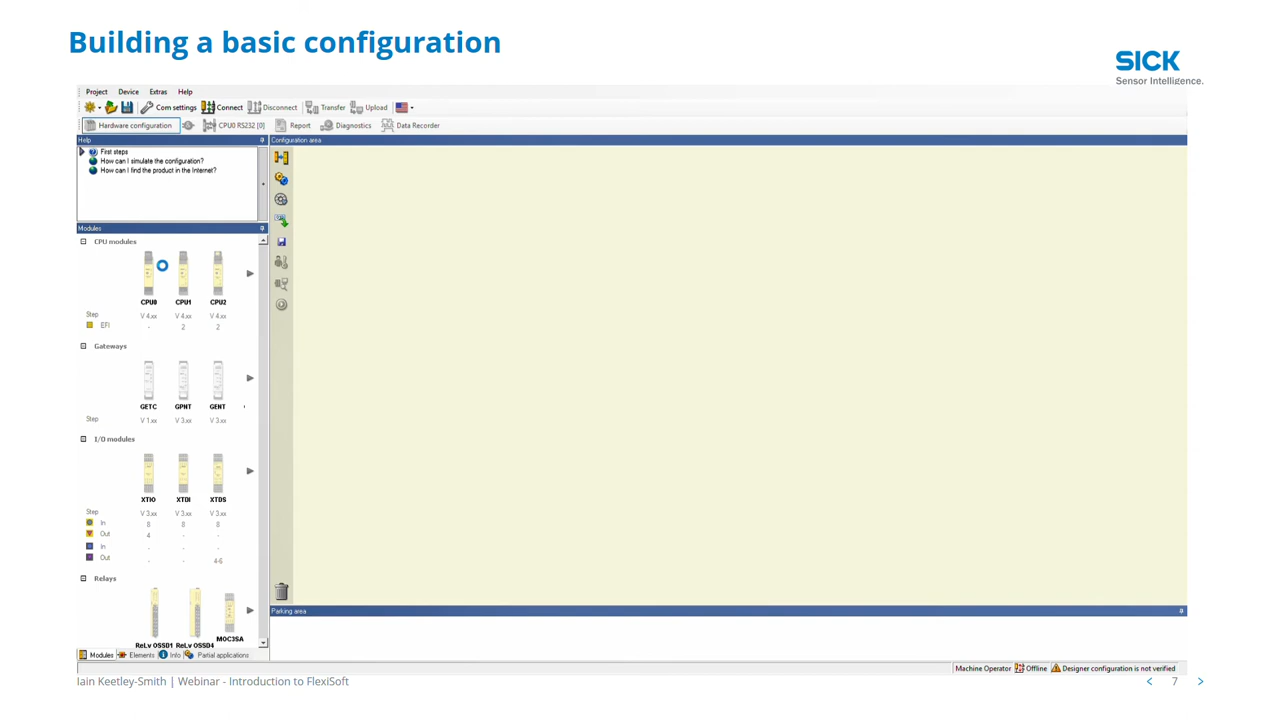 Building a basic configuration
SICK
Sensor Intelligence.
Project Device Extras Help
Com settings Connect Disconnect Transfer Upload
Hardware configuration CPU0 RS232 [0] Report Diagnostics Data Recorder
Help
Configuration area
First steps
How can I simulate the configuration?
How can I find the product in the Internet?
Modules
CPU modules
CPU0 CPU1 CPU2
Step V 4.xx V 4.xx V 4.xx
EFI - 2 2
Gateways
GETC GPNT GENT
Step V 1.xx V 3.xx V 3.xx
I/O modules
XTIO XTDI XTDS
Step V 3.xx V 3.xx V 3.xx
In 8 8 8
Out 4 - -
In - - -
Out - - 4-6
Relays
ReLy OSSD1 ReLy OSSD4 MOC3SA
Parking area
Modules Elements Info Partial applications
Machine Operator Offline Designer configuration is not verified
Iain Keetley-Smith | Webinar - Introduction to FlexiSoft
< 7 >